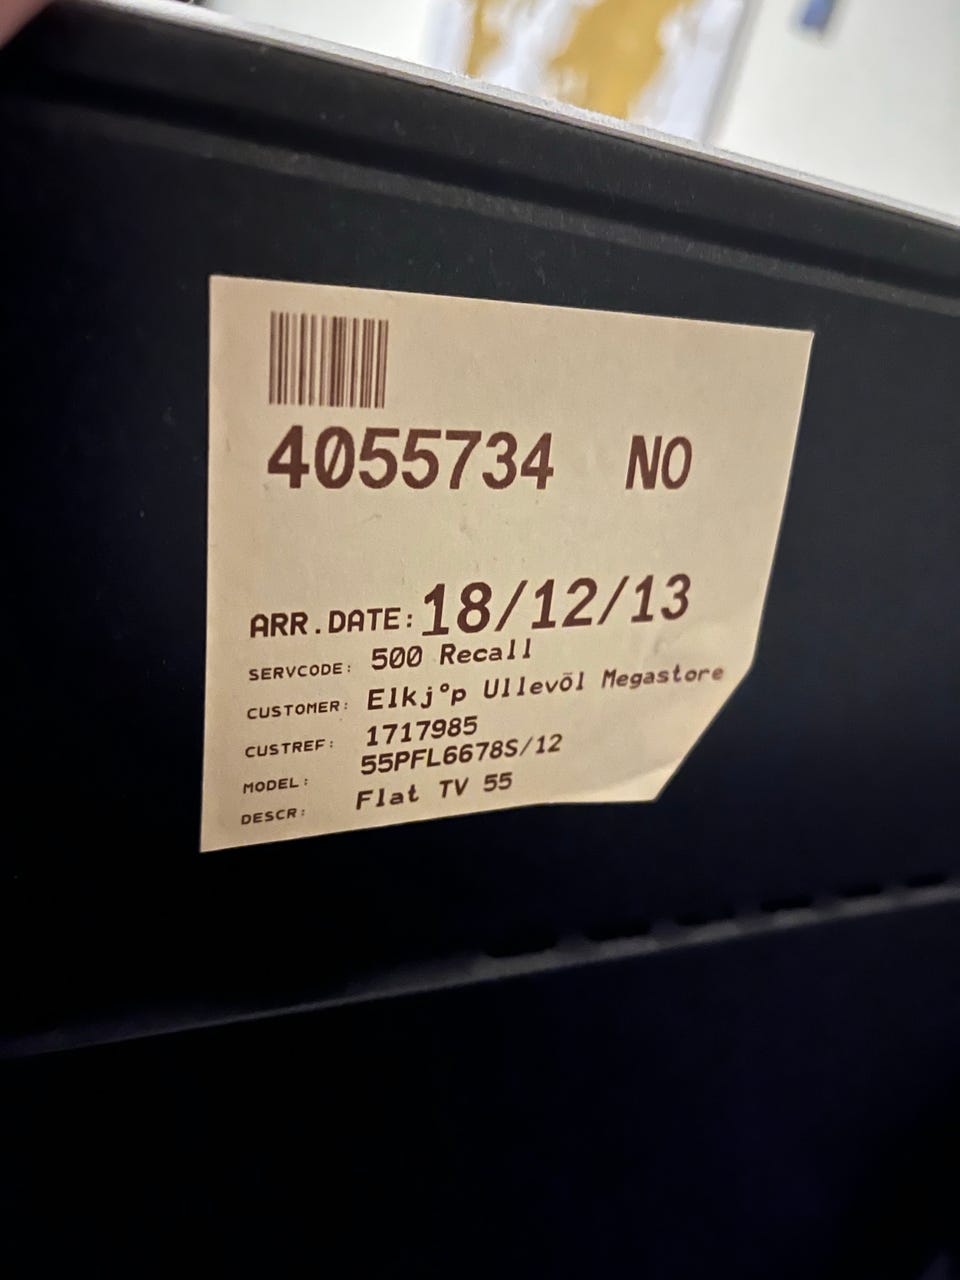 4055734 NO
ARR.DATE: 18/12/13
SERVCODE: 500 Recall
CUSTOMER: Elkj°p Ullevõl Megastore
CUSTREF: 1717985
MODEL: 55PFL6678S/12
DESCR: Flat TV 55